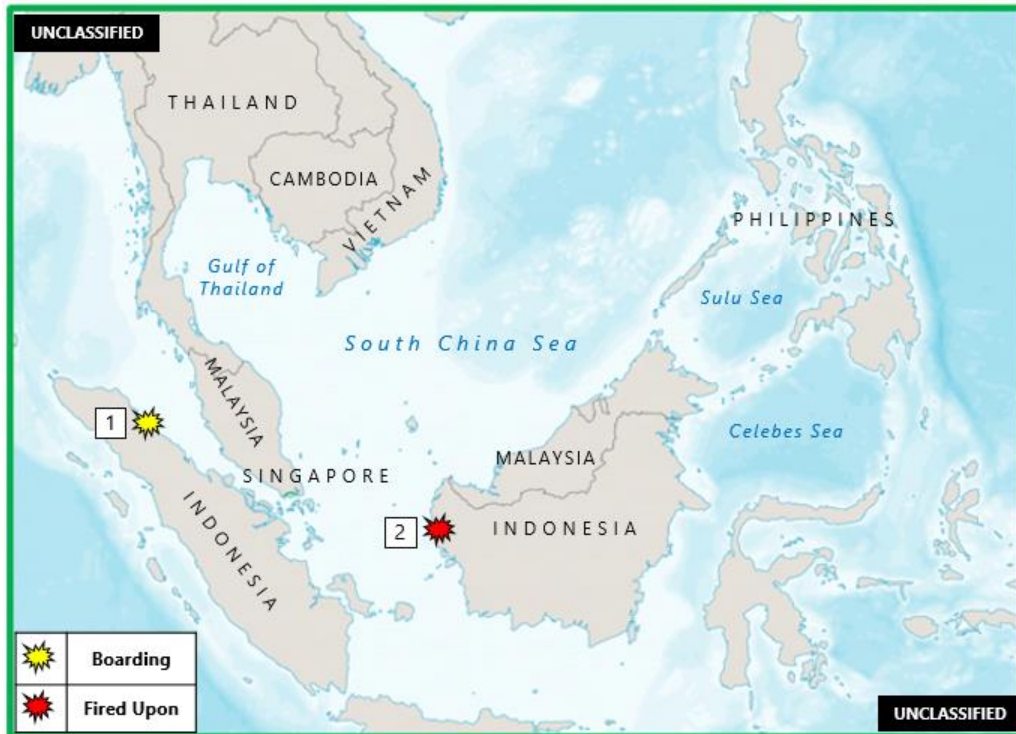 UNCLASSIFIED
THAILAND
CAMBODIA
VIETNAM
PHILIPPINES
Gulf of
Thailand
Sulu Sea
South China Sea
MALAYSIA
1
Celebes Sea
MALAYSIA
SINGAPORE
INDONESIA
2
INDONESIA
Boarding
Fired Upon
UNCLASSIFIED